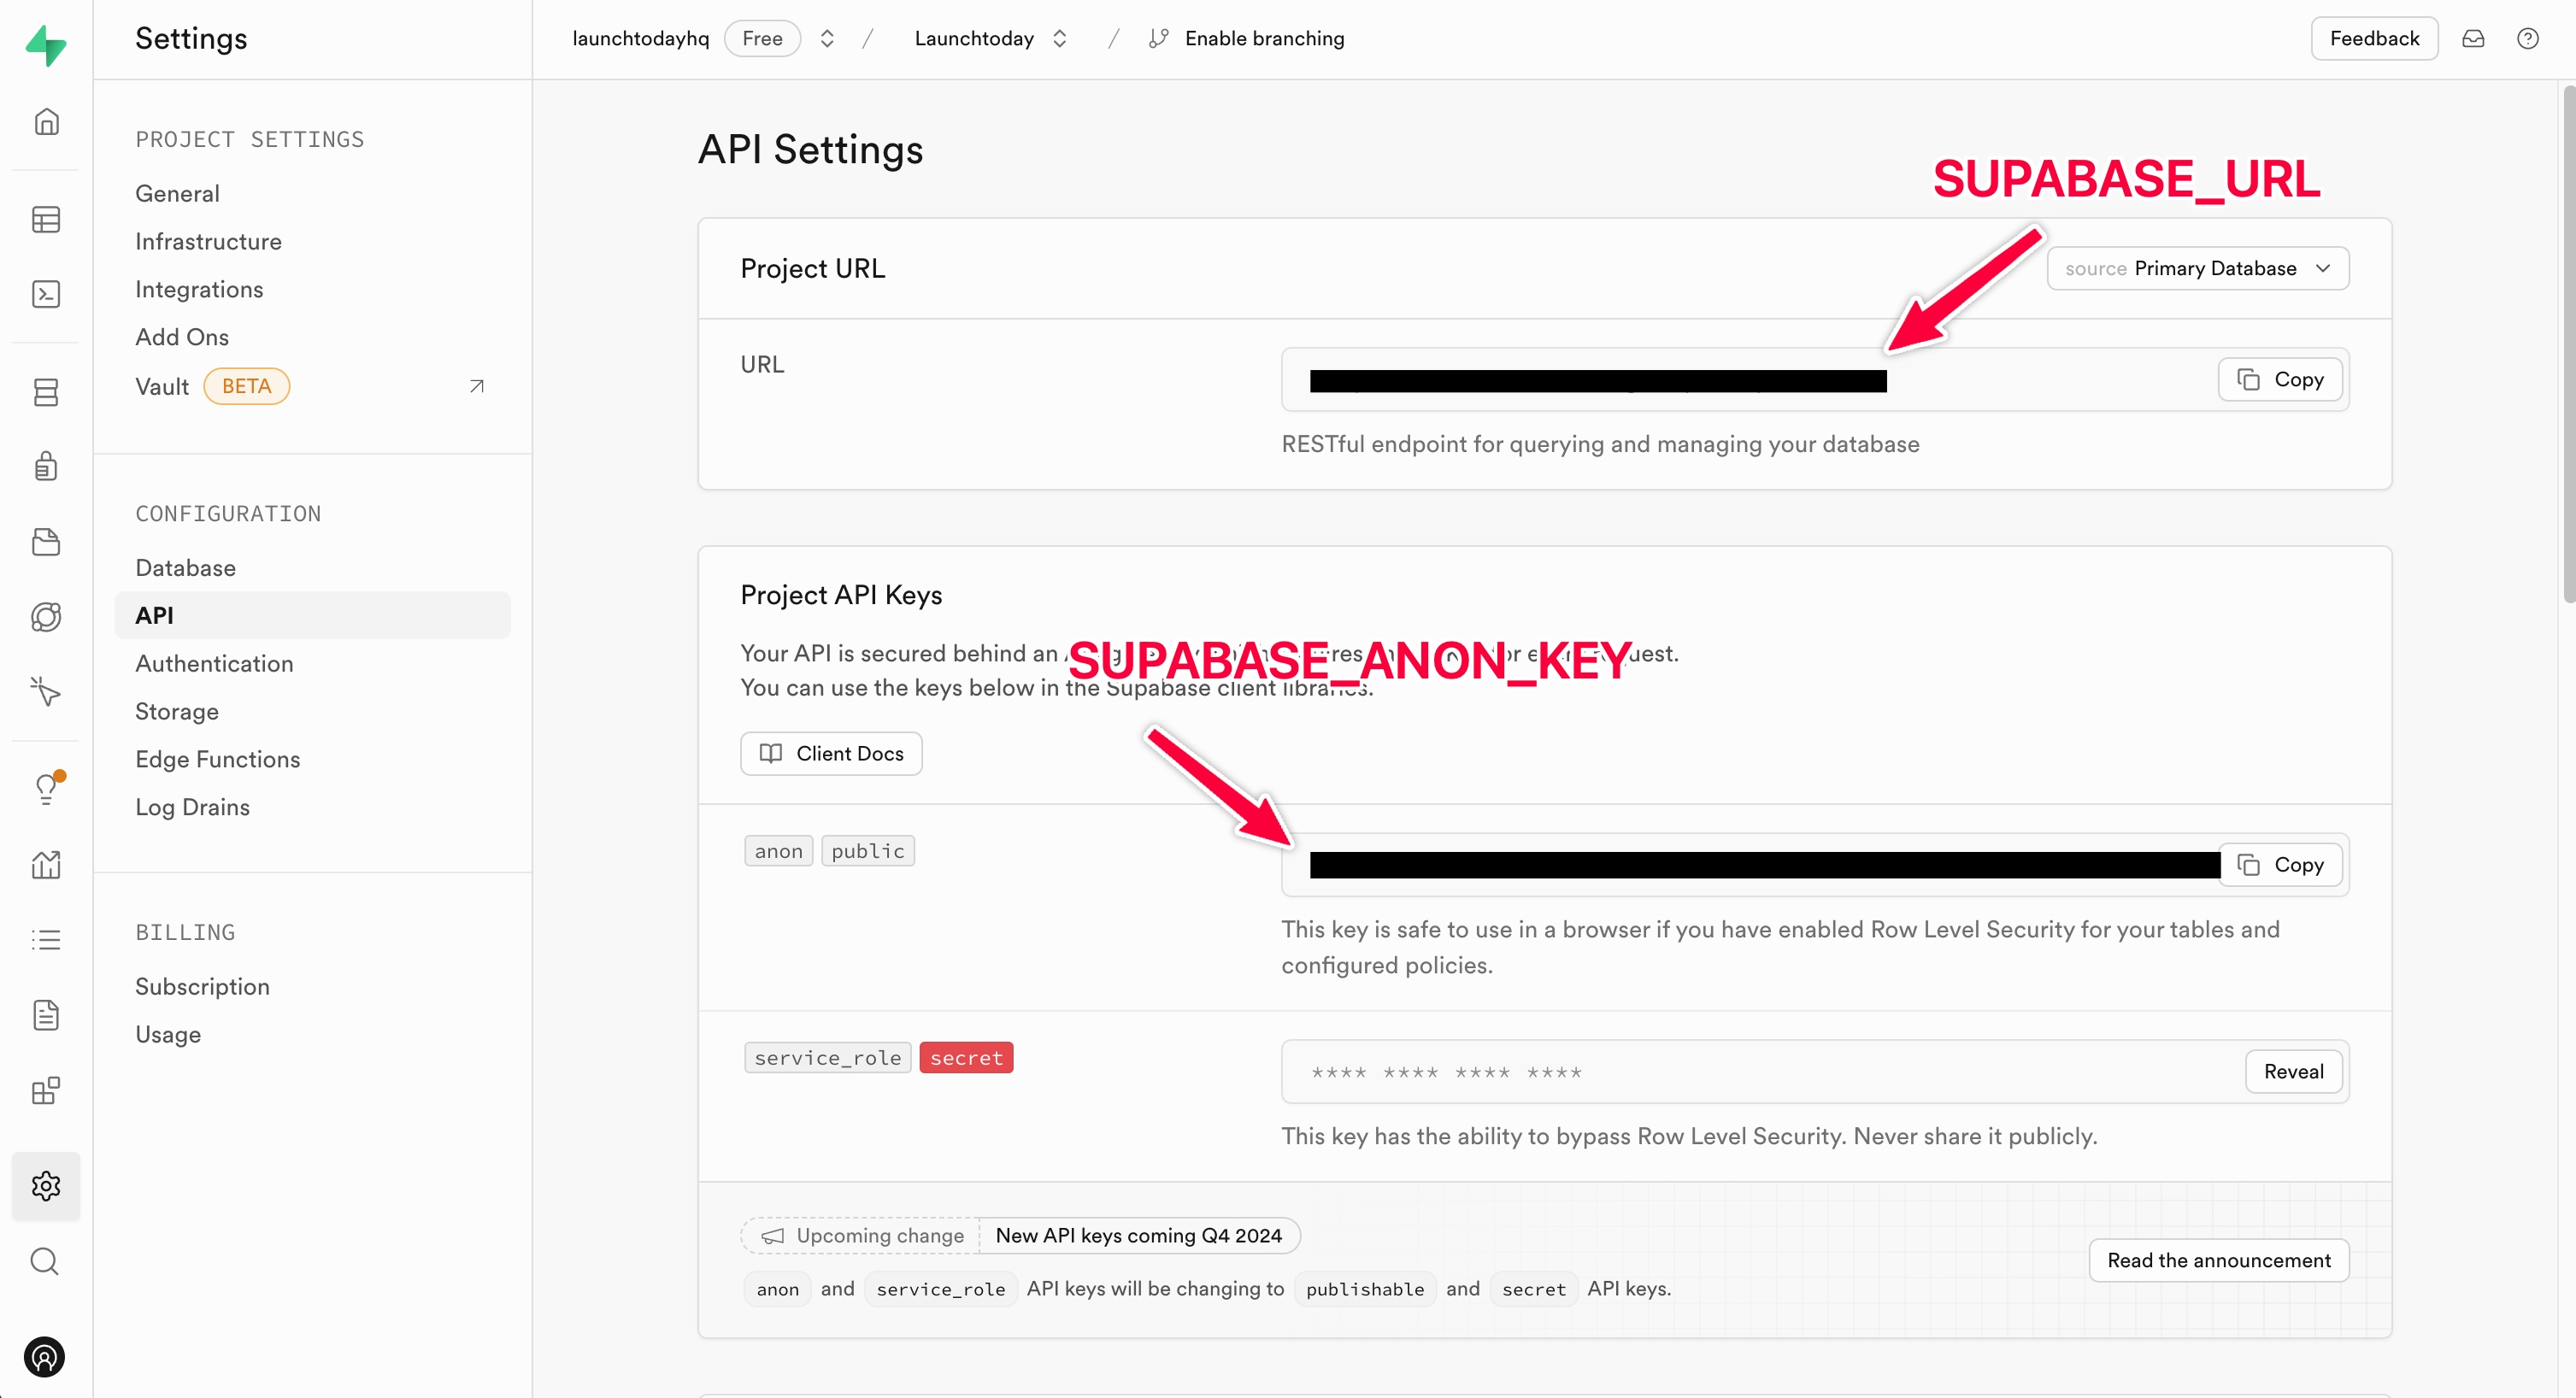 Settings
launchtodayhq Free / Launchtoday / Enable branching
Feedback
PROJECT SETTINGS
General
Infrastructure
Integrations
Add Ons
Vault BETA
CONFIGURATION
Database
API
Authentication
Storage
Edge Functions
Log Drains
BILLING
Subscription
Usage
API Settings
SUPABASE_URL
Project URL
source Primary Database
URL
Copy
RESTful endpoint for querying and managing your database
Project API Keys
Your API is secured behind an
uest.
SUPABASE_ANON_KEY
You can use the keys below in the Supabase client libraries.
Client Docs
anon public
Copy
This key is safe to use in a browser if you have enabled Row Level Security for your tables and
configured policies.
service_role secret
**** **** **** ****
Reveal
This key has the ability to bypass Row Level Security. Never share it publicly.
Upcoming change New API keys coming Q4 2024
anon and service_role API keys will be changing to publishable and secret API keys.
Read the announcement